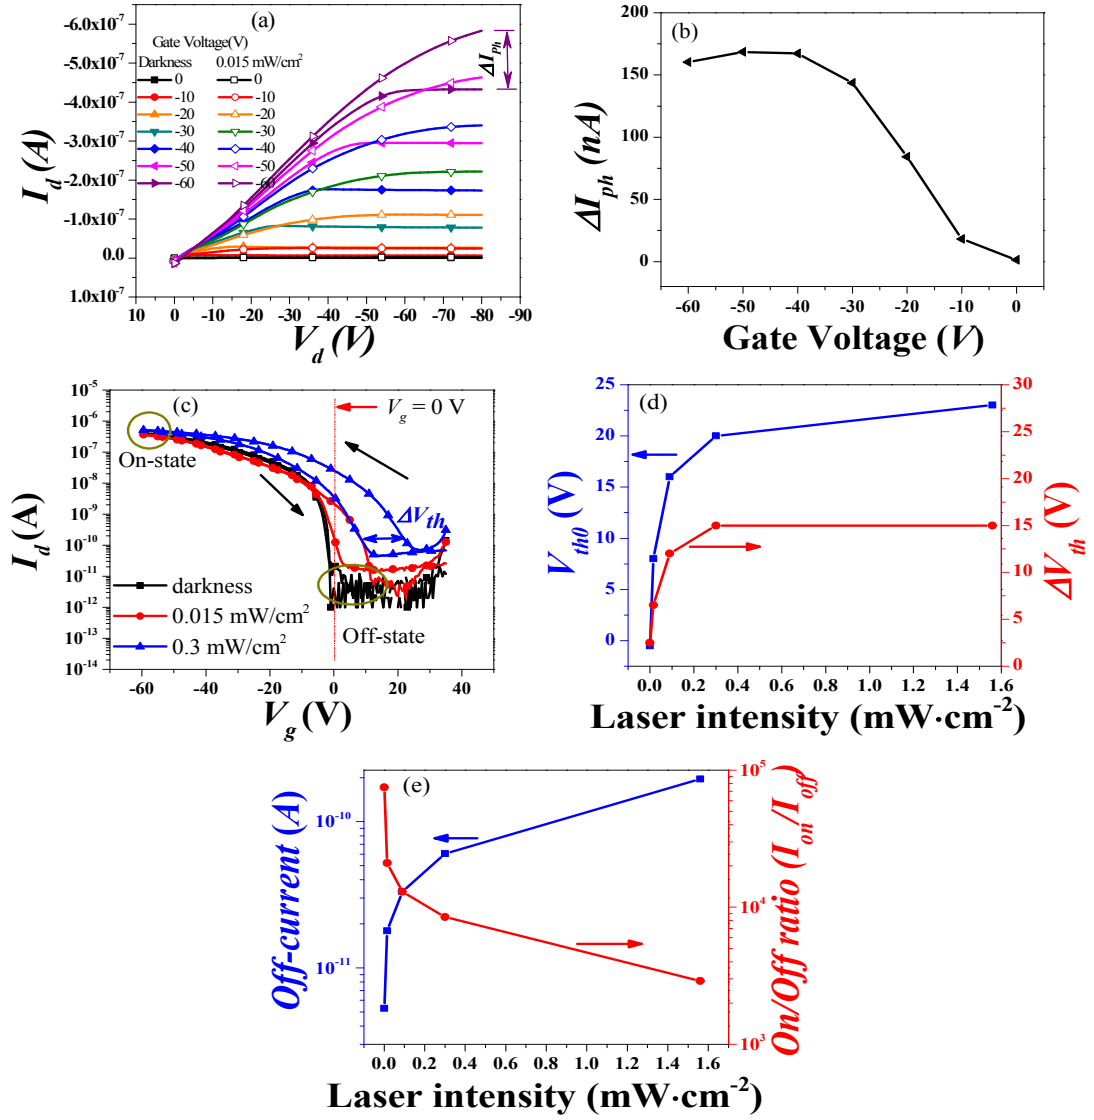 (a)
-6.0x10⁻⁷
-5.0x10⁻⁷
-4.0x10⁻⁷
-3.0x10⁻⁷
-2.0x10⁻⁷
-1.0x10⁻⁷
0.0
1.0x10⁻⁷
I_d (A)
Gate Voltage(V)
Darkness 0.015 mW/cm²
0 0
-10 -10
-20 -20
-30 -30
-40 -40
-50 -50
-60 -60
ΔI_Ph
10 0 -10 -20 -30 -40 -50 -60 -70 -80 -90
V_d (V)
(b)
200
150
100
50
0
ΔI_ph (nA)
-60 -50 -40 -30 -20 -10 0
Gate Voltage (V)
(c)
10⁻⁵
10⁻⁶
10⁻⁷
10⁻⁸
10⁻⁹
10⁻¹⁰
10⁻¹¹
10⁻¹²
10⁻¹³
10⁻¹⁴
I_d (A)
V_g = 0 V
On-state
ΔV_th
darkness
0.015 mW/cm²
0.3 mW/cm²
Off-state
-60 -40 -20 0 20 40
V_g (V)
(d)
25
20
15
10
5
0
V_th0 (V)
30
25
20
15
10
5
0
ΔV_th (V)
0.0 0.2 0.4 0.6 0.8 1.0 1.2 1.4 1.6
Laser intensity (mW·cm⁻²)
(e)
10⁻¹⁰
10⁻¹¹
Off-current (A)
10⁵
10⁴
10³
On/Off ratio (I_on/I_off)
0.0 0.2 0.4 0.6 0.8 1.0 1.2 1.4 1.6
Laser intensity (mW·cm⁻²)